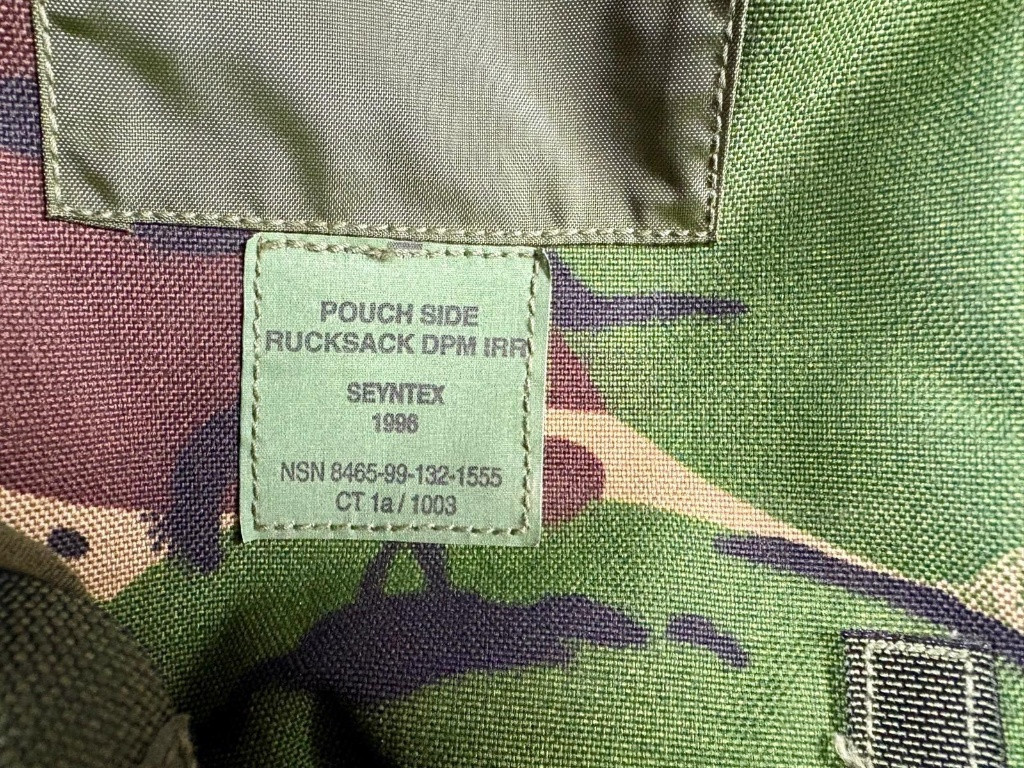 POUCH SIDE
RUCKSACK DPM IRR
SEYNTEX
1996
NSN 8465-99-132-1555
CT 1a / 1003